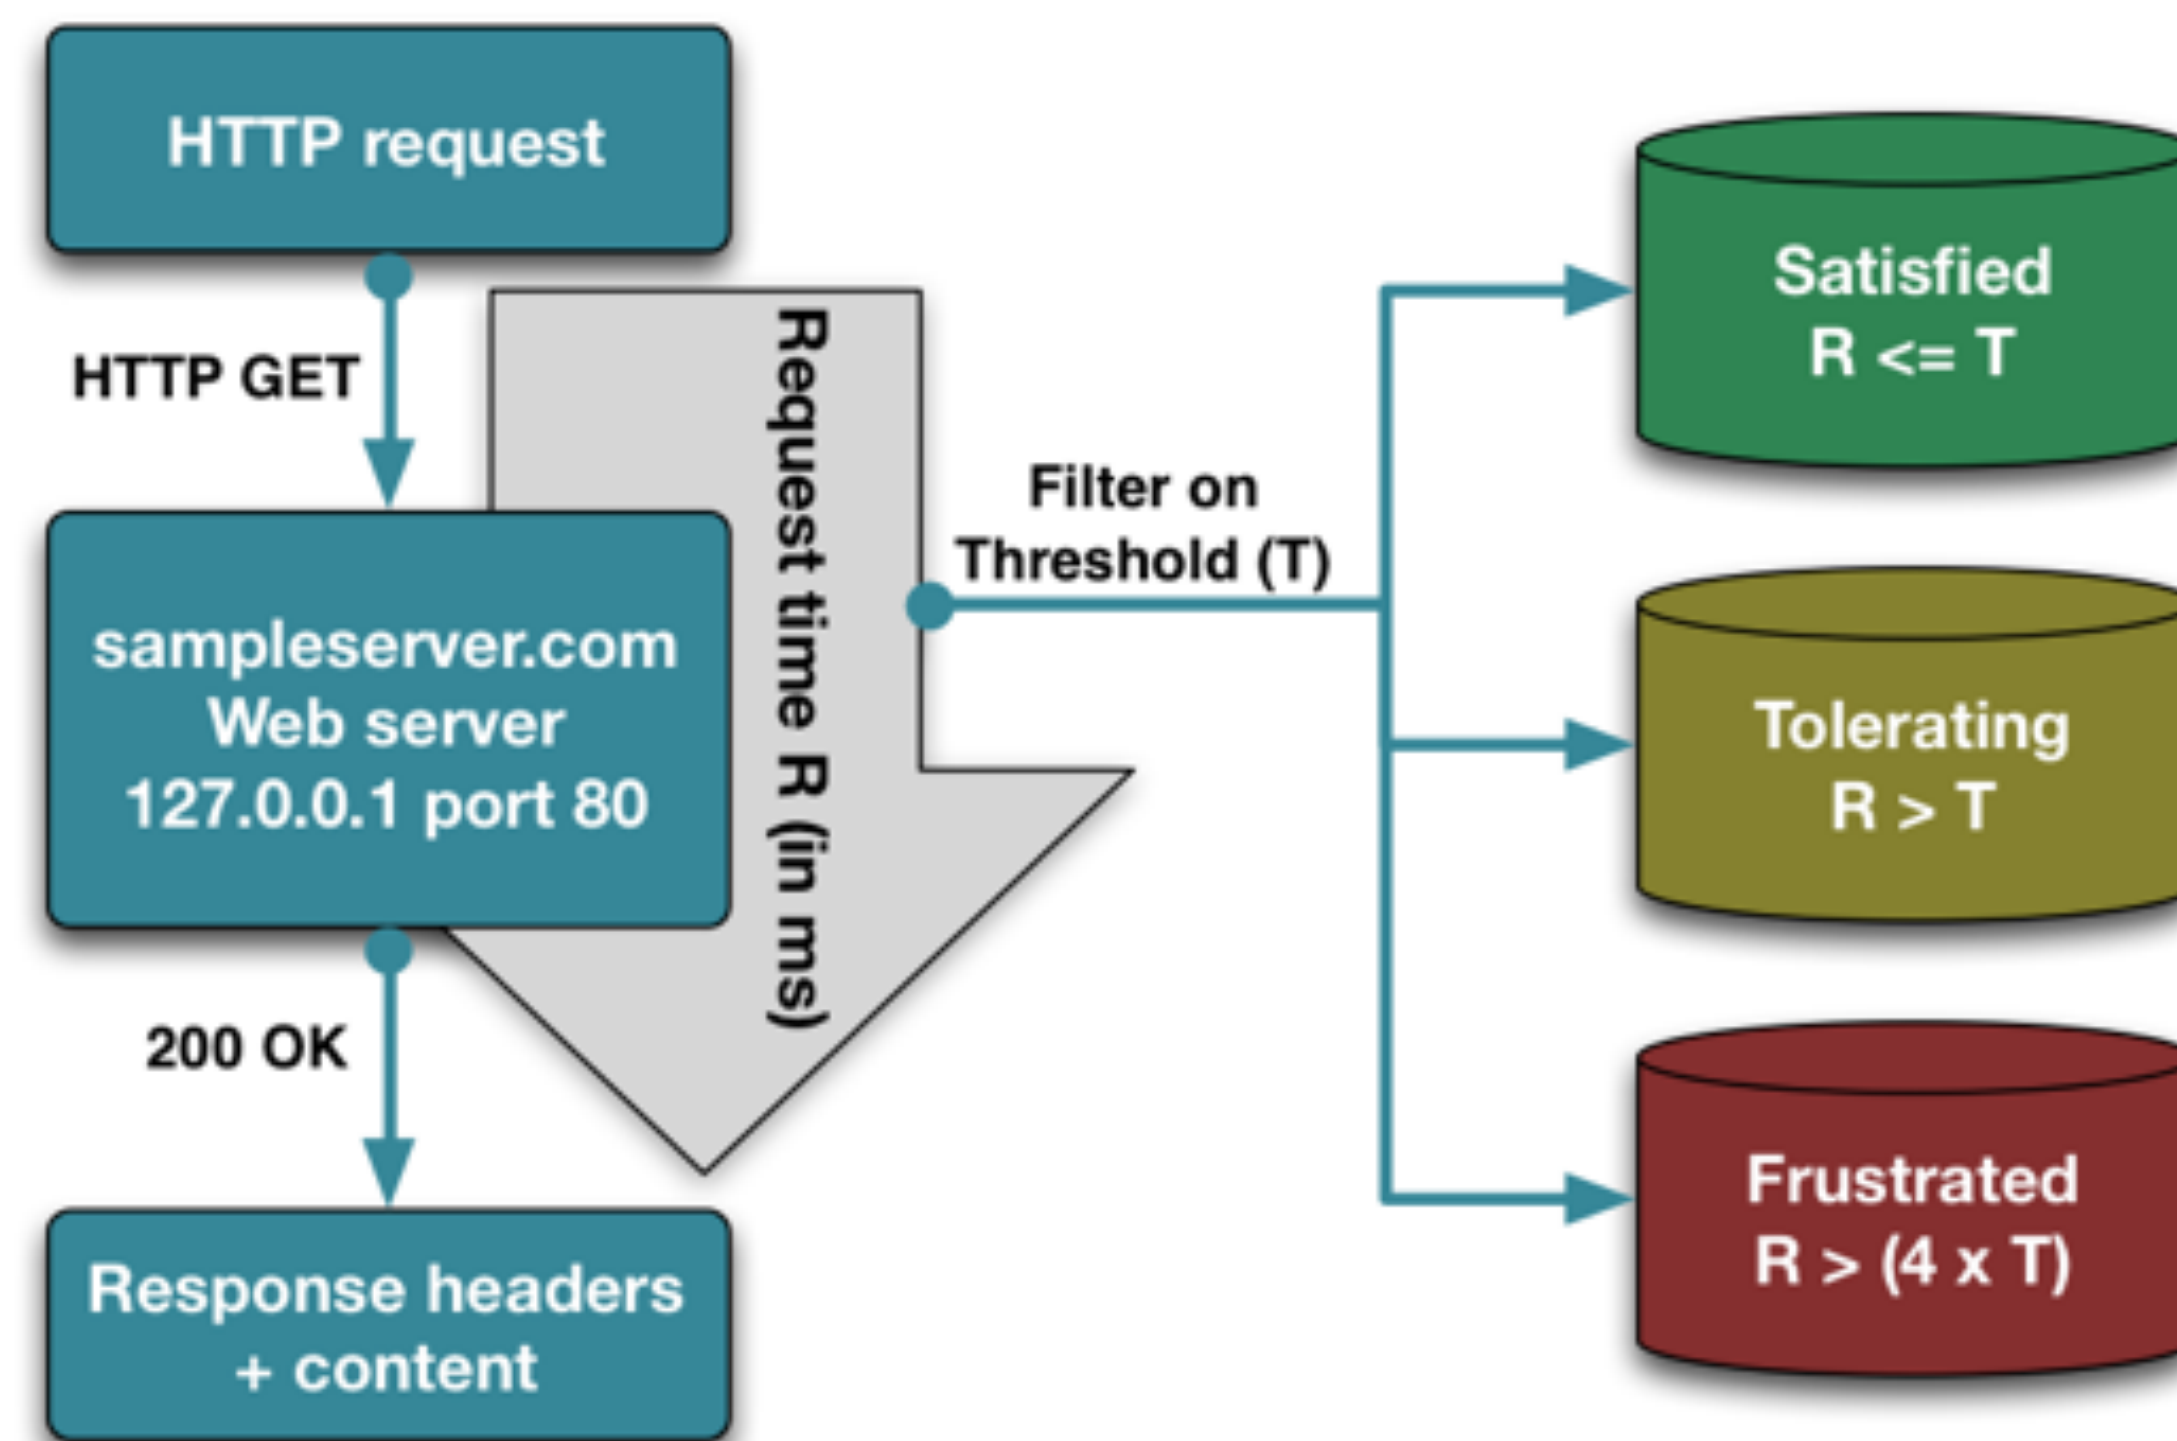 HTTP request
HTTP GET
sampleserver.com
Web server
127.0.0.1 port 80
200 OK
Response headers
+ content
Request time R (in ms)
Filter on
Threshold (T)
Satisfied
R <= T
Tolerating
R > T
Frustrated
R > (4 x T)